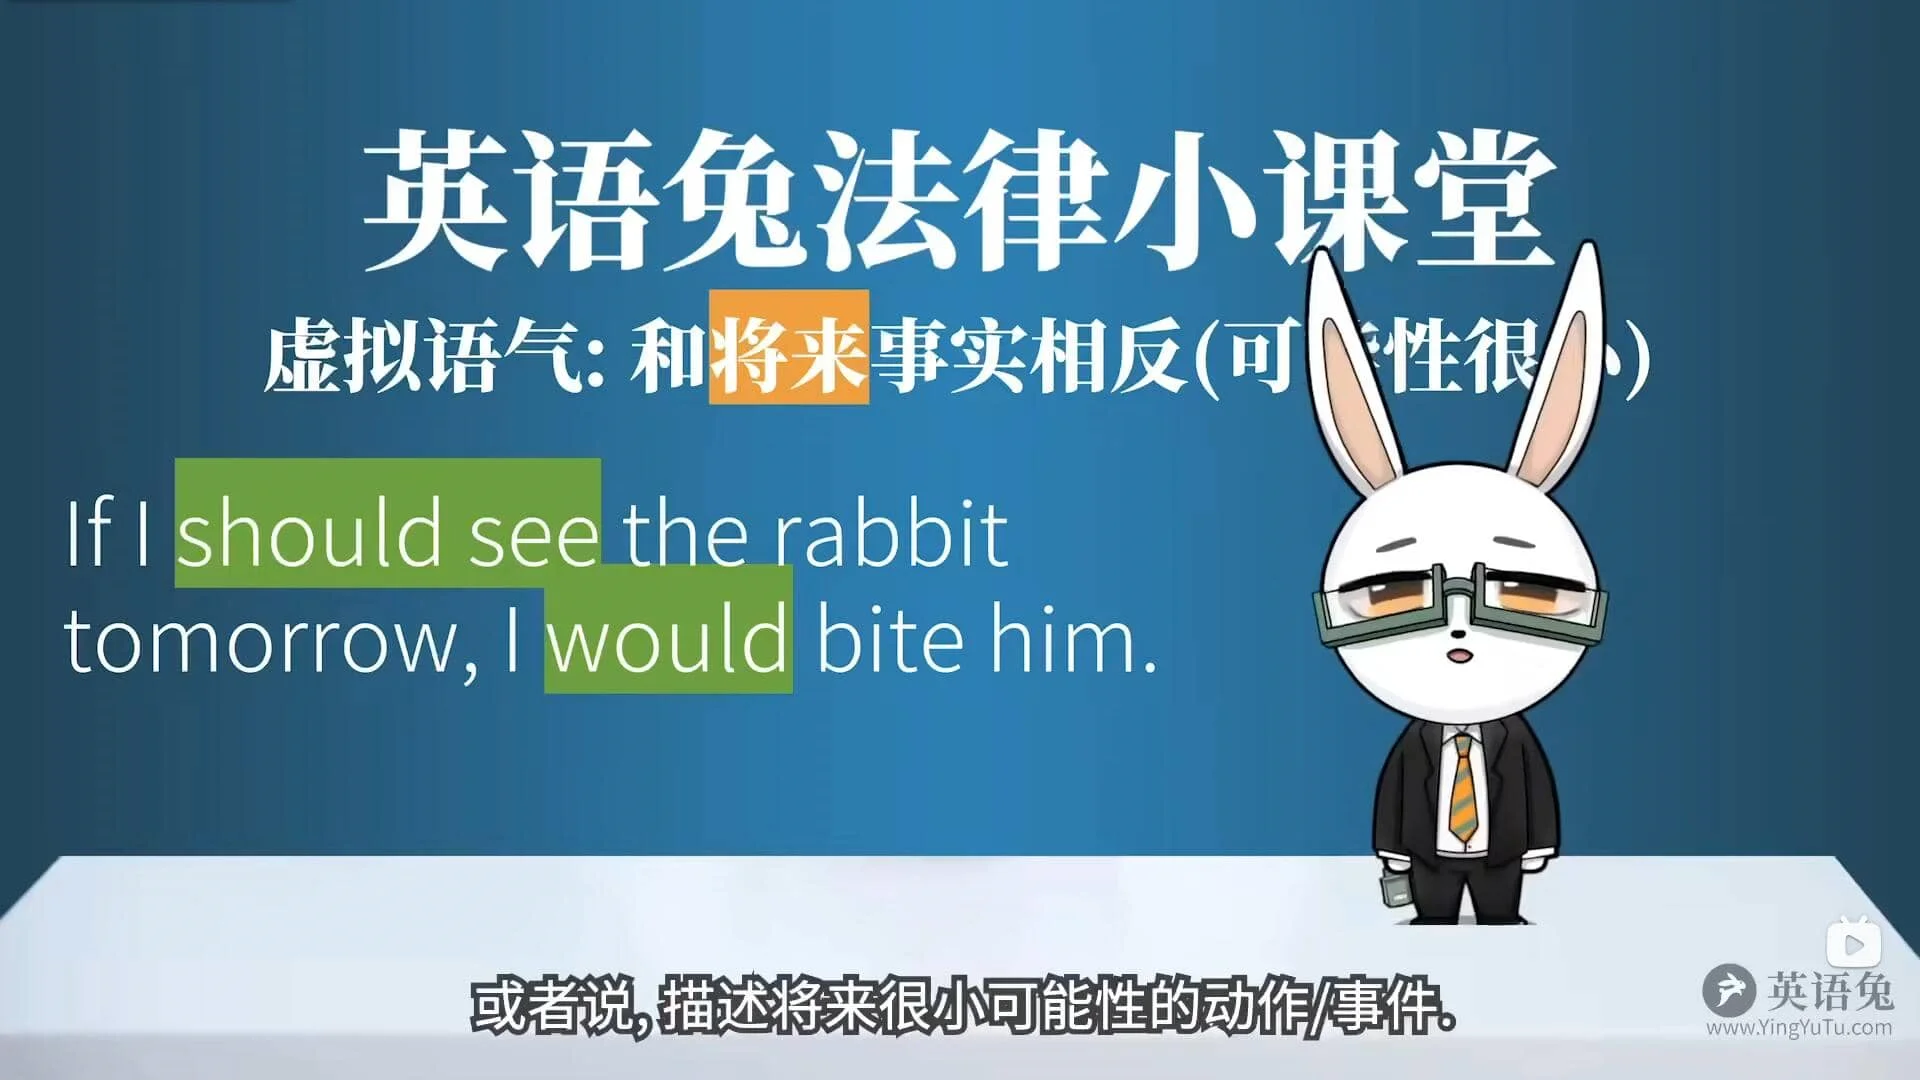 英语兔法律小课堂
虚拟语气: 和将来事实相反(可性很小)
If I should see the rabbit
tomorrow, I would bite him.
或者说, 描述将来很小可能性的动作/事件.
英语兔
www.YingYuTu.com